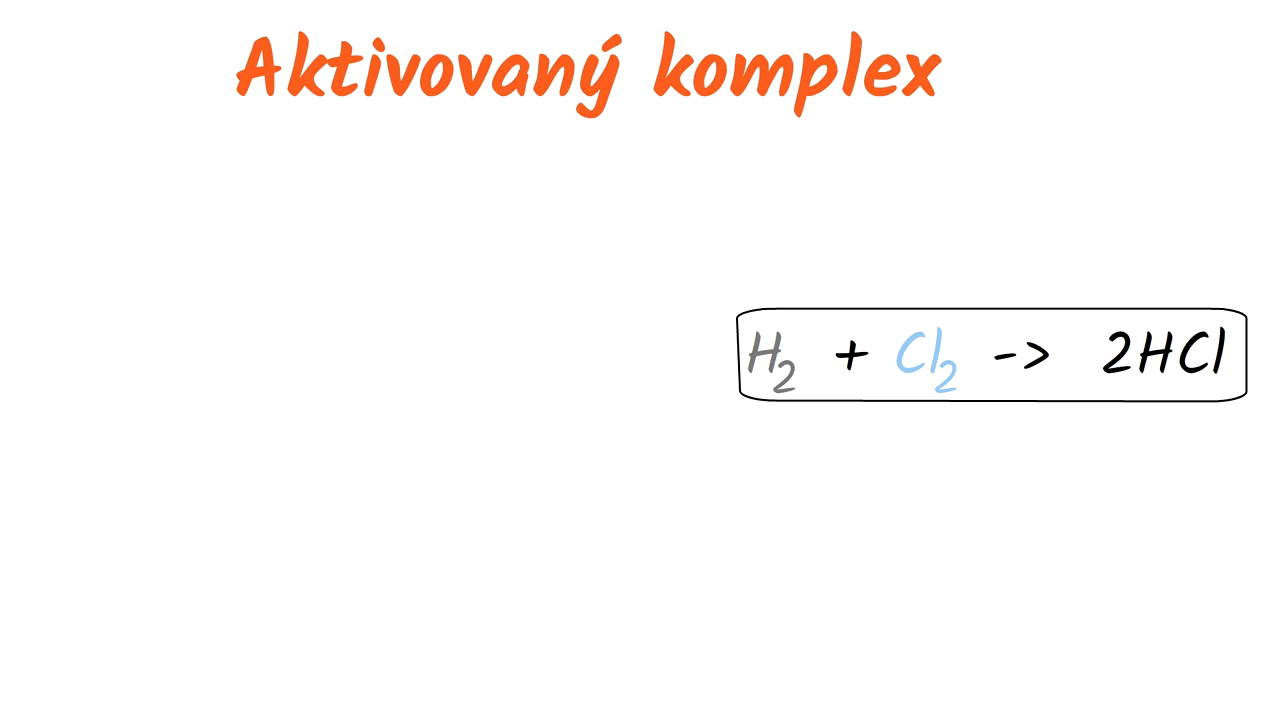 Aktivovaný komplex
H₂ + Cl₂ -> 2HCl